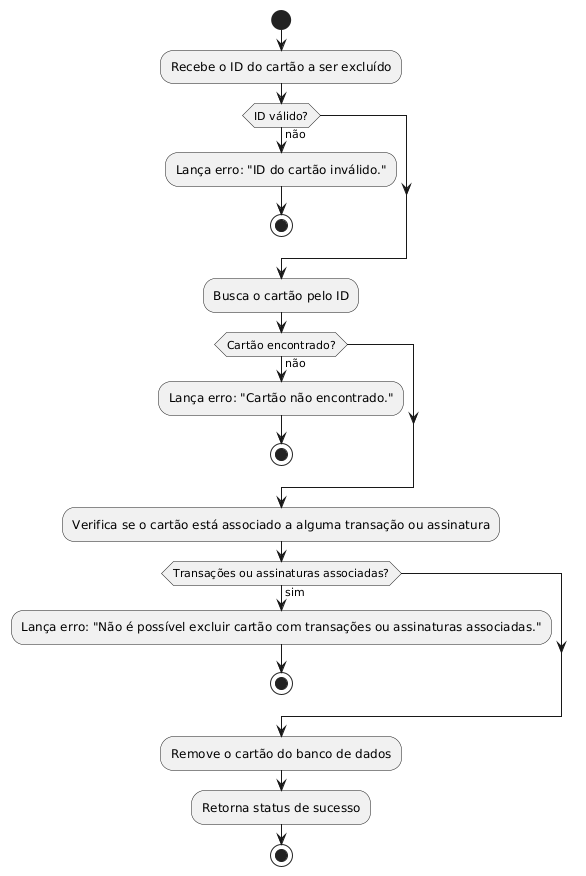 Recebe o ID do cartão a ser excluído
ID válido?
não
Lança erro: "ID do cartão inválido."
Busca o cartão pelo ID
Cartão encontrado?
não
Lança erro: "Cartão não encontrado."
Verifica se o cartão está associado a alguma transação ou assinatura
Transações ou assinaturas associadas?
sim
Lança erro: "Não é possível excluir cartão com transações ou assinaturas associadas."
Remove o cartão do banco de dados
Retorna status de sucesso